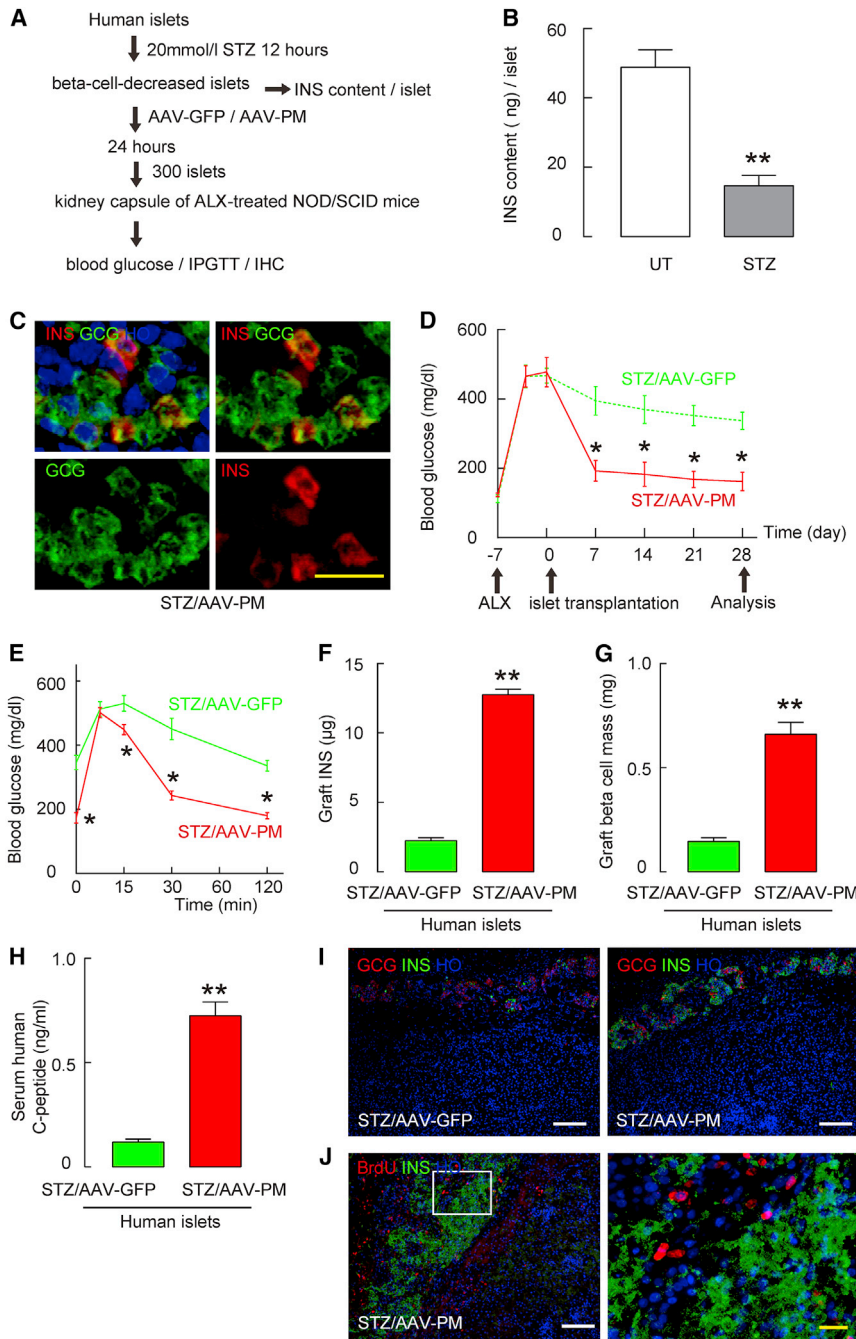 A
Human islets
20mmol/l STZ 12 hours
beta-cell-decreased islets
INS content / islet
AAV-GFP / AAV-PM
24 hours
300 islets
kidney capsule of ALX-treated NOD/SCID mice
blood glucose / IPGTT / IHC
B
INS content ( ng) / islet
60
40
20
0
**
UT
STZ
C
INS GCG HO
INS GCG
GCG
INS
STZ/AAV-PM
D
Blood glucose (mg/dl)
600
400
200
0
STZ/AAV-GFP
* * * *
STZ/AAV-PM
Time (day)
-7 0 7 14 21 28
ALX
islet transplantation
Analysis
E
Blood glucose (mg/dl)
600
400
200
0
STZ/AAV-GFP
* * * *
STZ/AAV-PM
0 15 30 60 120
Time (min)
F
Graft INS (µg)
15
10
5
0
**
STZ/AAV-GFP
STZ/AAV-PM
Human islets
G
Graft beta cell mass (mg)
1.0
0.5
0
**
STZ/AAV-GFP
STZ/AAV-PM
Human islets
H
Serum human
C-peptide (ng/ml)
1.0
0.5
0
**
STZ/AAV-GFP
STZ/AAV-PM
Human islets
I
GCG INS HO
STZ/AAV-GFP
GCG INS HO
STZ/AAV-PM
J
BrdU INS HO
STZ/AAV-PM